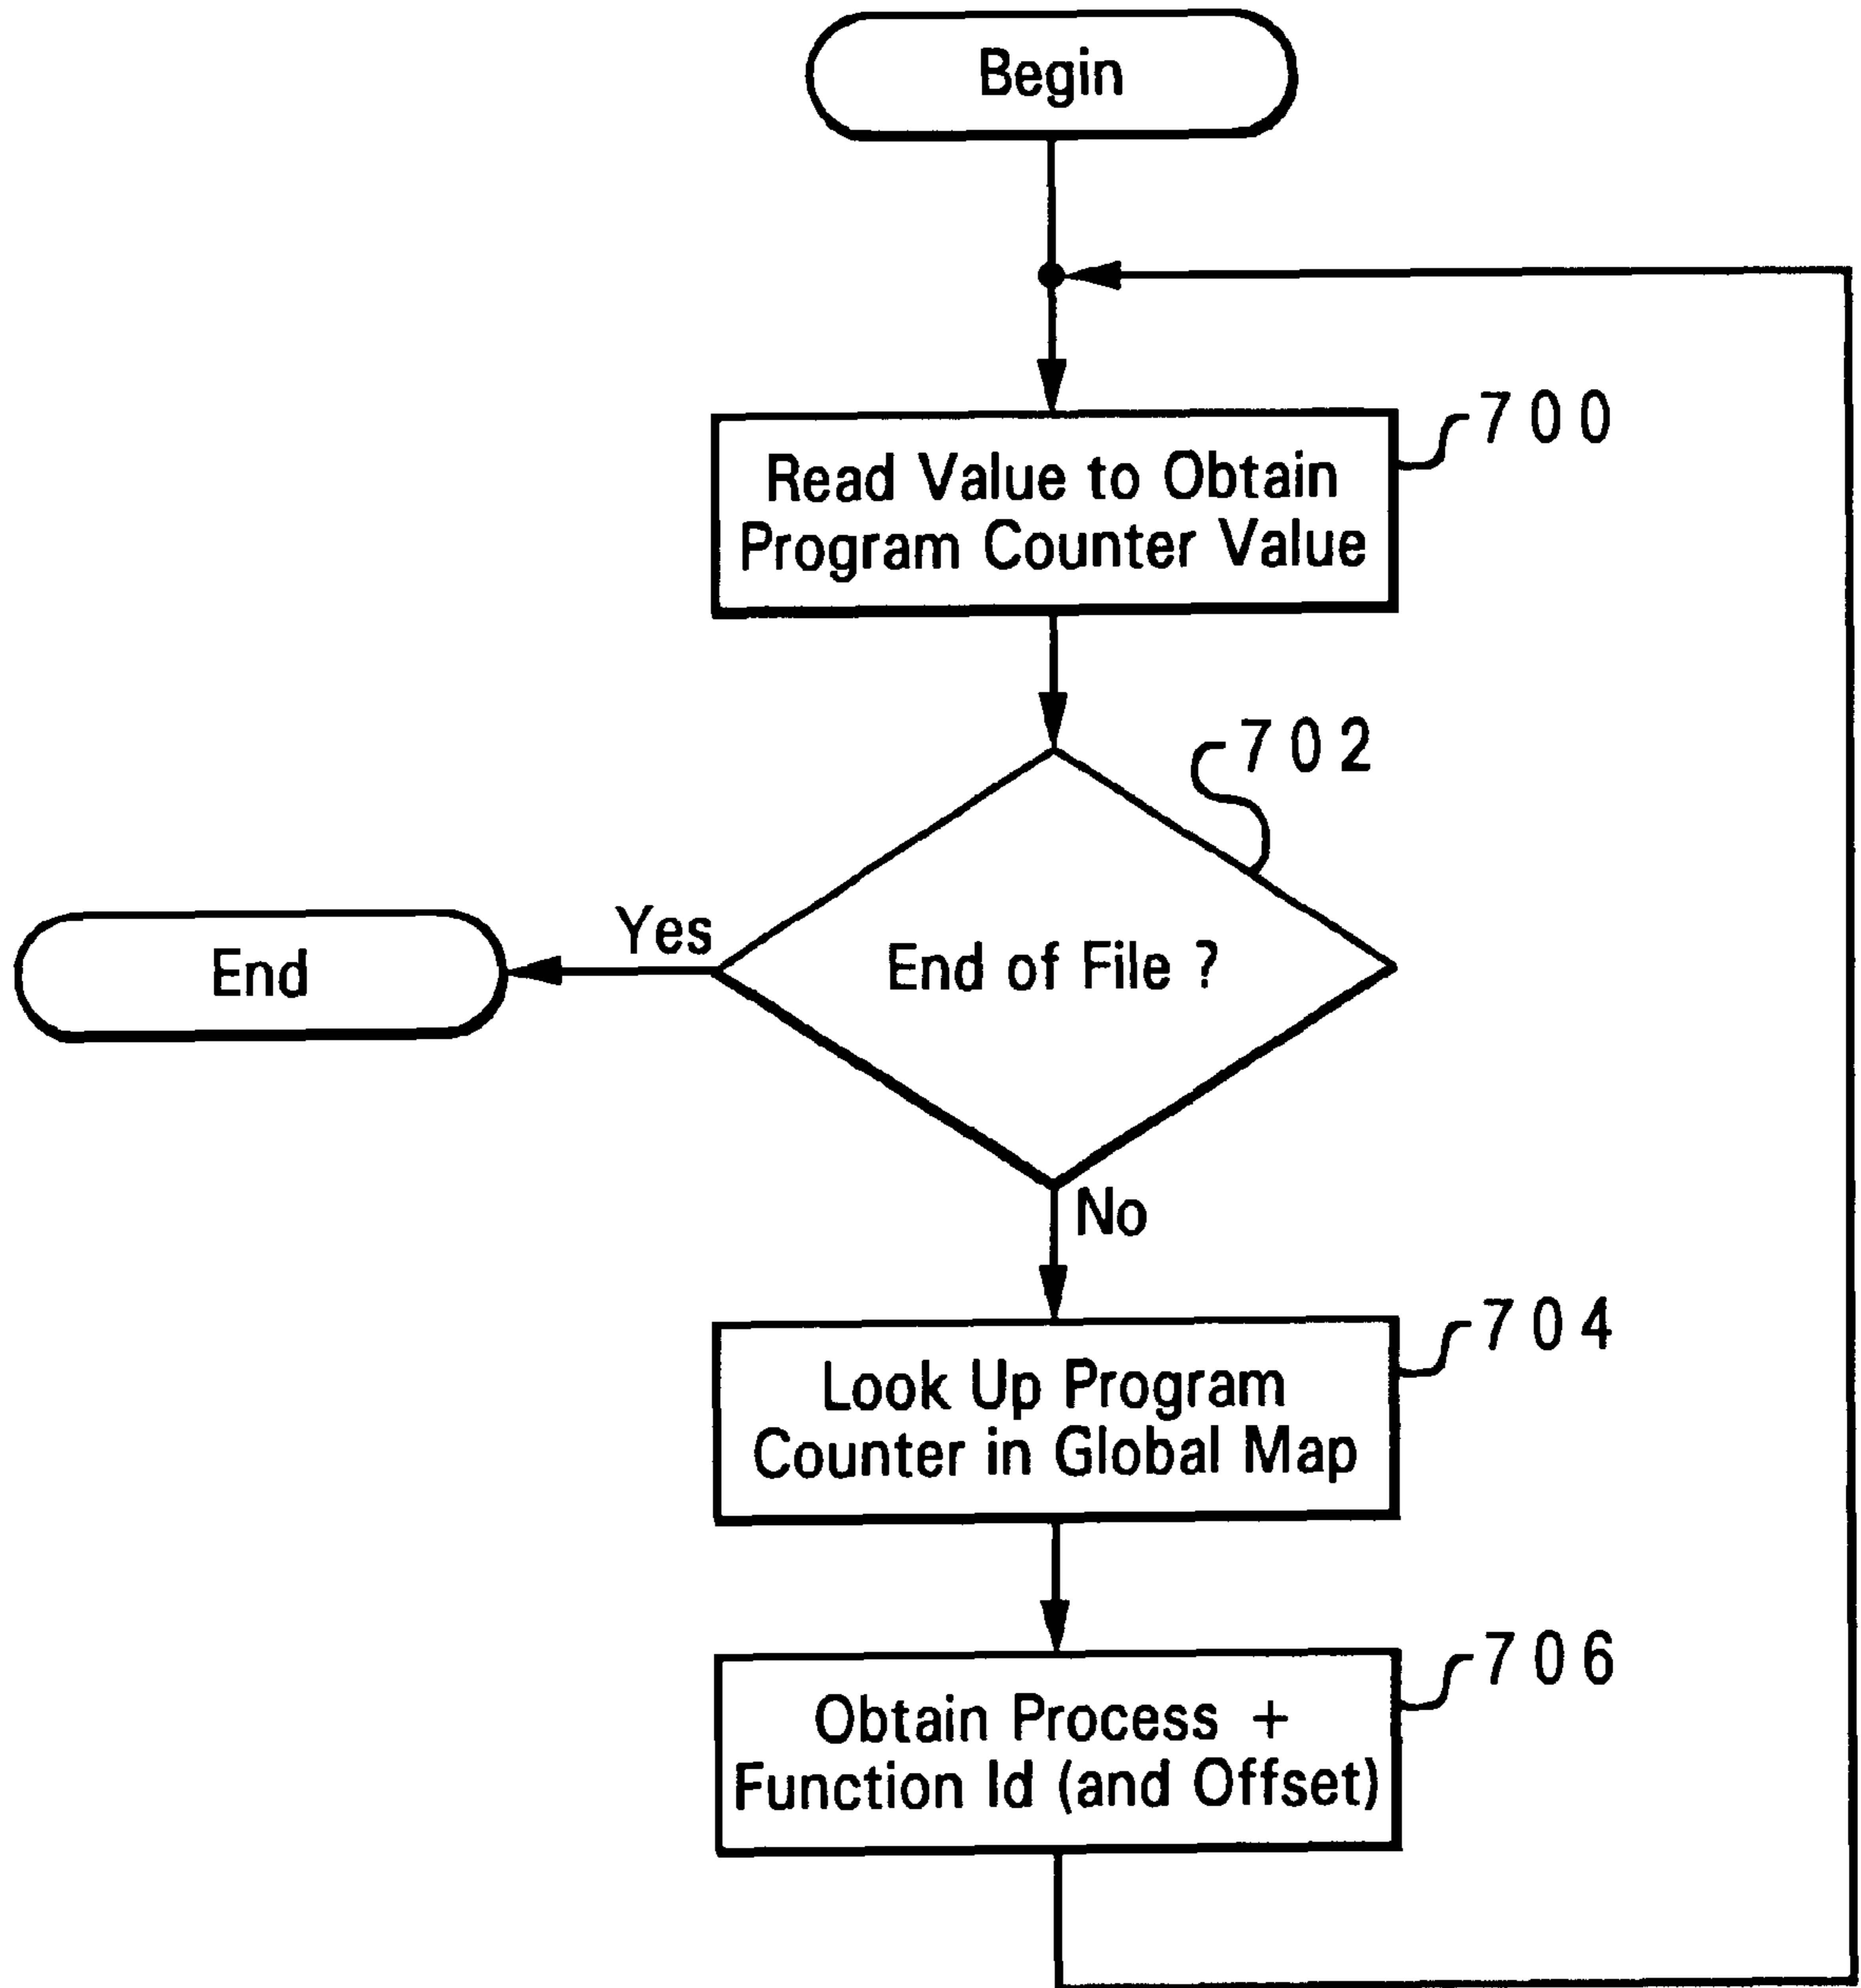 Begin
700
Read Value to Obtain
Program Counter Value
702
Yes
End
End of File ?
No
704
Look Up Program
Counter in Global Map
706
Obtain Process +
Function Id (and Offset)